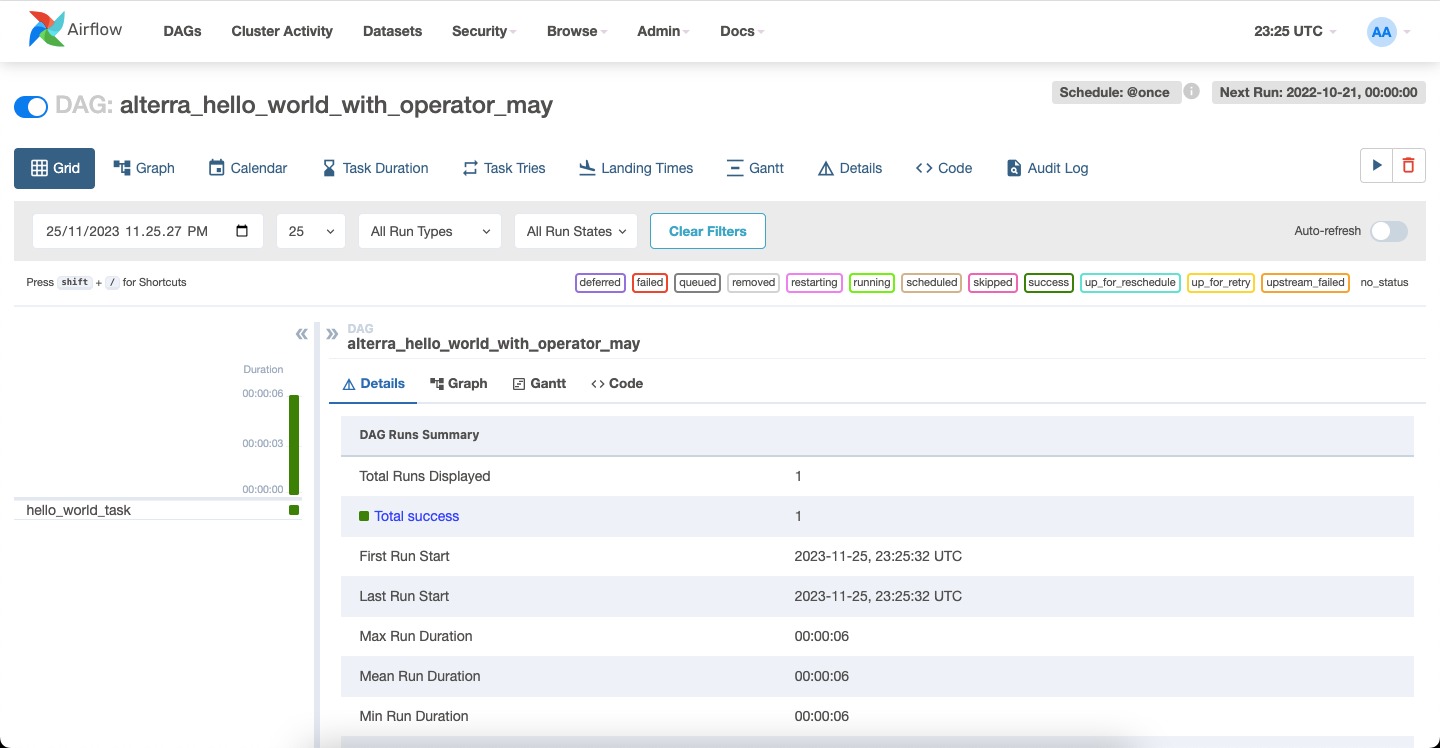 Airflow DAGs Cluster Activity Datasets Security Browse Admin Docs 23:25 UTC AA
DAG: alterra_hello_world_with_operator_may
Schedule: @once i Next Run: 2022-10-21, 00:00:00
Grid Graph Calendar Task Duration Task Tries Landing Times Gantt Details <> Code Audit Log
25/11/2023 11.25.27 PM 25 All Run Types All Run States Clear Filters Auto-refresh
Press shift + / for Shortcuts
deferred failed queued removed restarting running scheduled skipped success up_for_reschedule up_for_retry upstream_failed no_status
« Duration
00:00:06
00:00:03
00:00:00
hello_world_task
» DAG
alterra_hello_world_with_operator_may
Details Graph Gantt <> Code
DAG Runs Summary
Total Runs Displayed 1
Total success 1
First Run Start 2023-11-25, 23:25:32 UTC
Last Run Start 2023-11-25, 23:25:32 UTC
Max Run Duration 00:00:06
Mean Run Duration 00:00:06
Min Run Duration 00:00:06